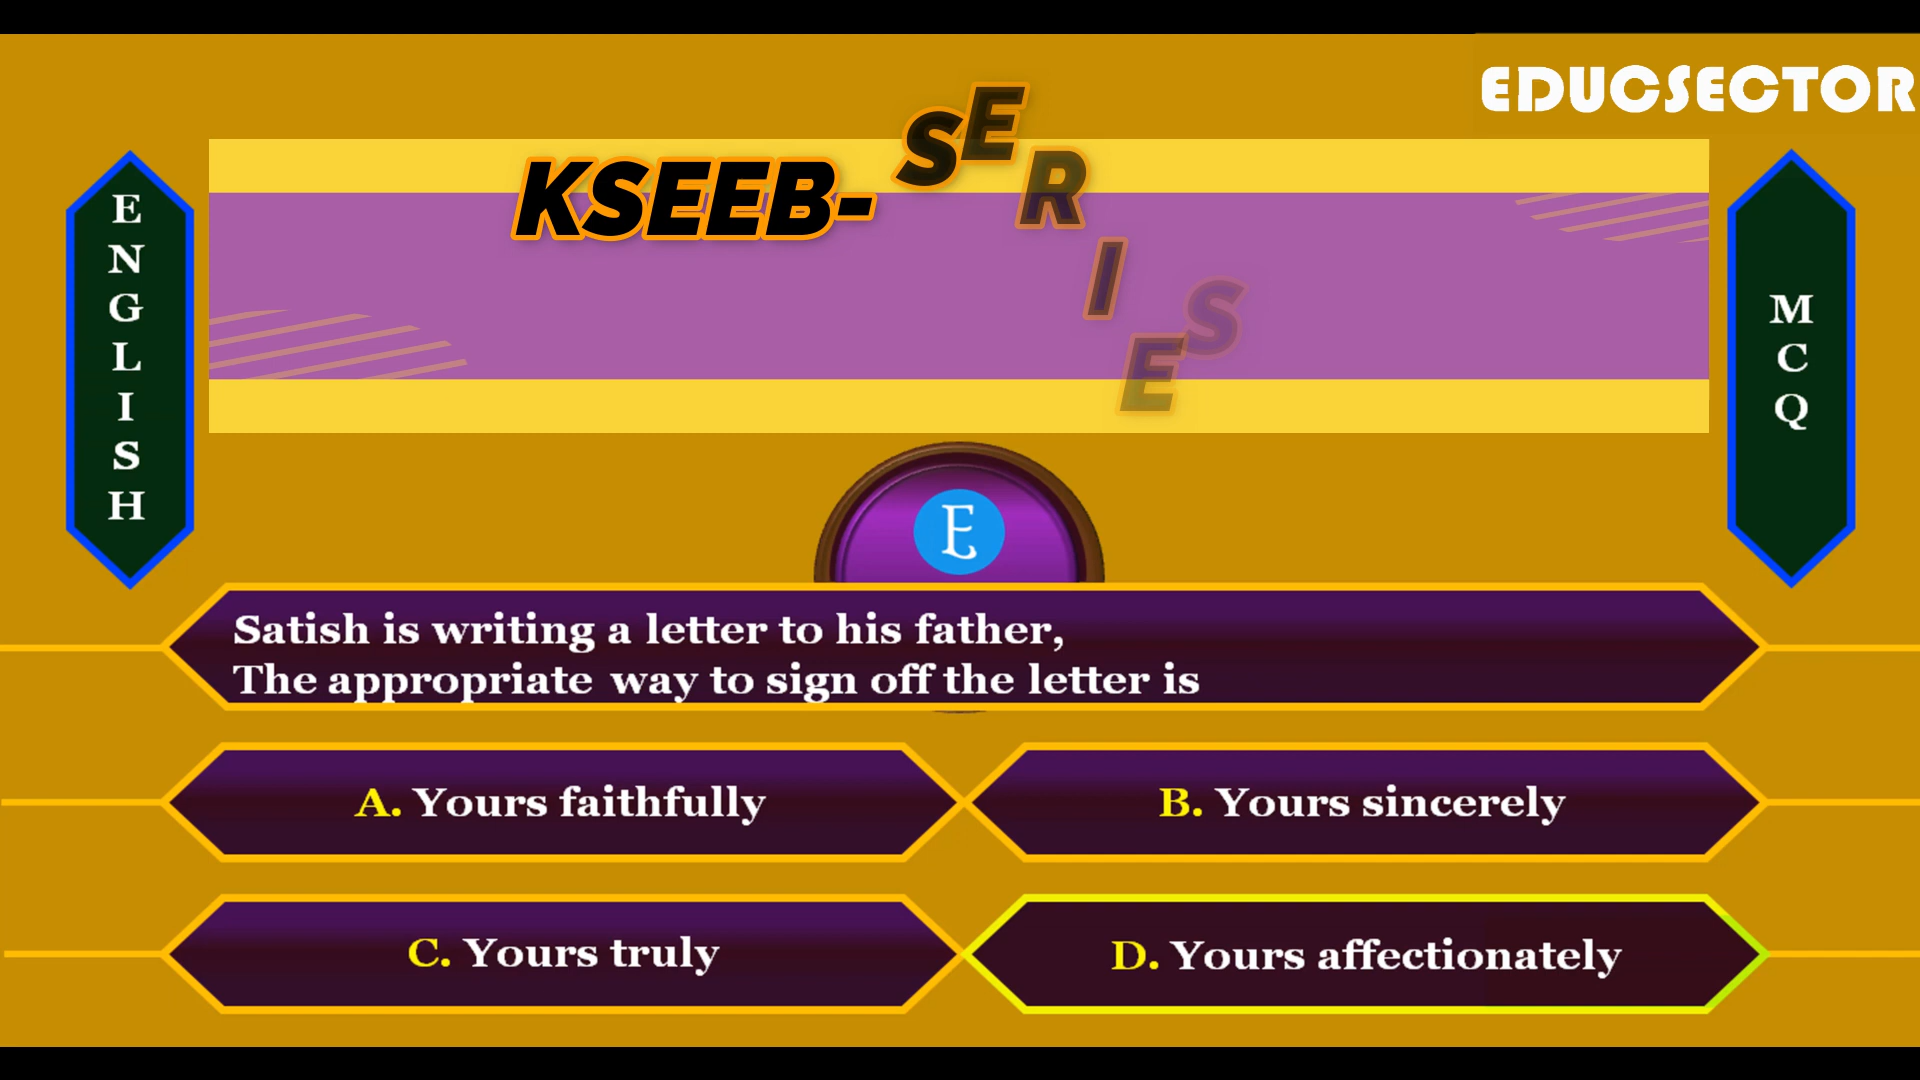 EDUCSECTOR
KSEEB-SERIES
ENGLISH
MCQ
E
Satish is writing a letter to his father,
The appropriate way to sign off the letter is
A. Yours faithfully
B. Yours sincerely
C. Yours truly
D. Yours affectionately